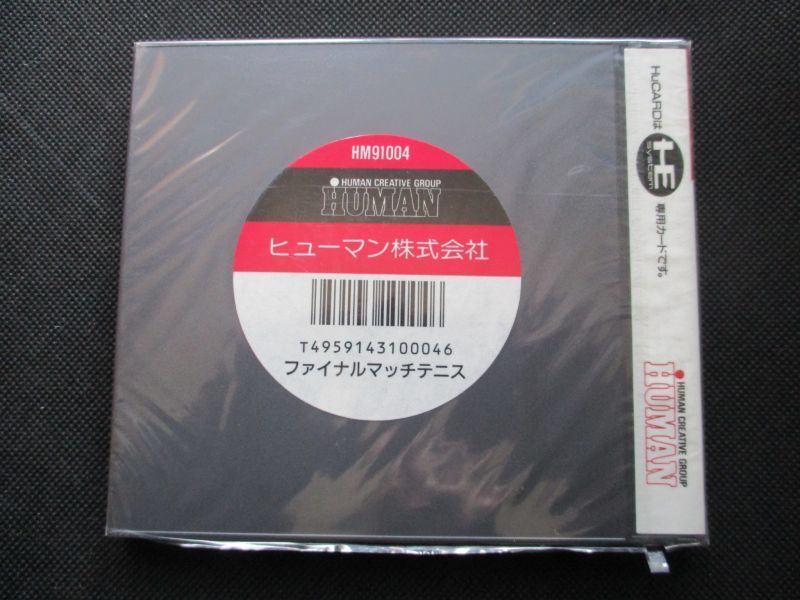 HM91004
HUMAN CREATIVE GROUP
HUMAN
ヒューマン株式会社
T4959143100046
ファイナルマッチテニス
HuCARDは
HE
system
専用カードです。
HUMAN CREATIVE GROUP
HUMAN